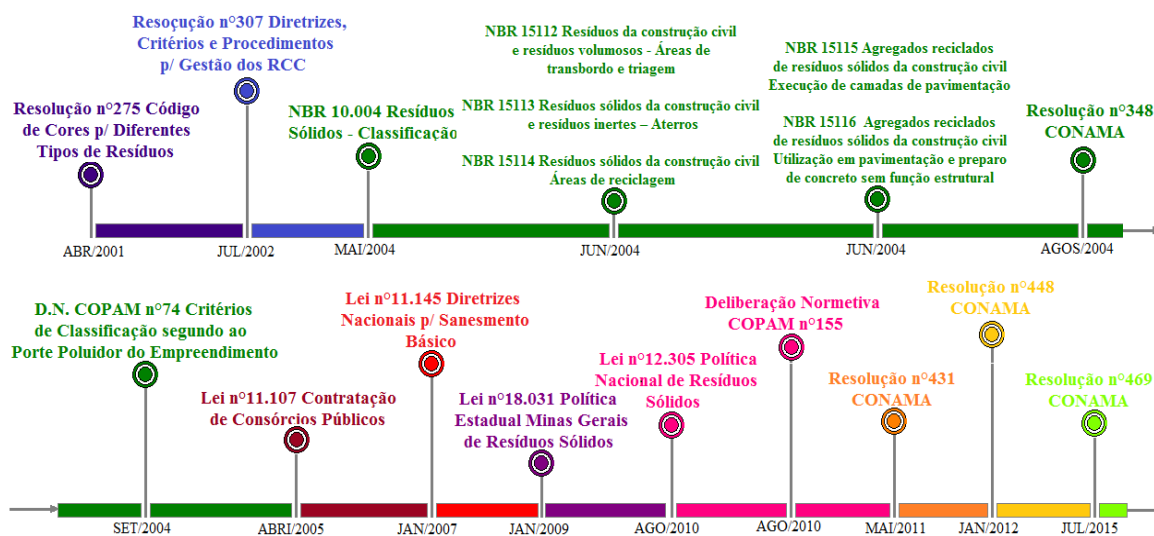 Resolução n°275 Código
de Cores p/ Diferentes
Tipos de Resíduos
ABR/2001
Resoçução n°307 Diretrizes,
Critérios e Procedimentos
p/ Gestão dos RCC
JUL/2002
NBR 10.004 Resíduos
Sólidos - Classificação
MAI/2004
NBR 15112 Resíduos da construção civil
e resíduos volumosos - Áreas de
transbordo e triagem
NBR 15113 Resíduos sólidos da construção civil
e resíduos inertes – Aterros
NBR 15114 Resíduos sólidos da construção civil
Áreas de reciclagem
JUN/2004
NBR 15115 Agregados reciclados
de resíduos sólidos da construção civil
Execução de camadas de pavimentação
NBR 15116 Agregados reciclados
de resíduos sólidos da construção civil
Utilização em pavimentação e preparo
de concreto sem função estrutural
JUN/2004
Resolução n°348
CONAMA
AGOS/2004
D.N. COPAM n°74 Critérios
de Classificação segundo ao
Porte Poluidor do Empreendimento
SET/2004
Lei n°11.107 Contratação
de Consórcios Públicos
ABRI/2005
Lei n°11.145 Diretrizes
Nacionais p/ Sanesmento
Básico
JAN/2007
Lei n°18.031 Política
Estadual Minas Gerais
de Resíduos Sólidos
JAN/2009
Lei n°12.305 Política
Nacional de Resíduos
Sólidos
AGO/2010
Deliberação Normetiva
COPAM n°155
AGO/2010
Resolução n°431
CONAMA
MAI/2011
Resolução n°448
CONAMA
JAN/2012
Resolução n°469
CONAMA
JUL/2015